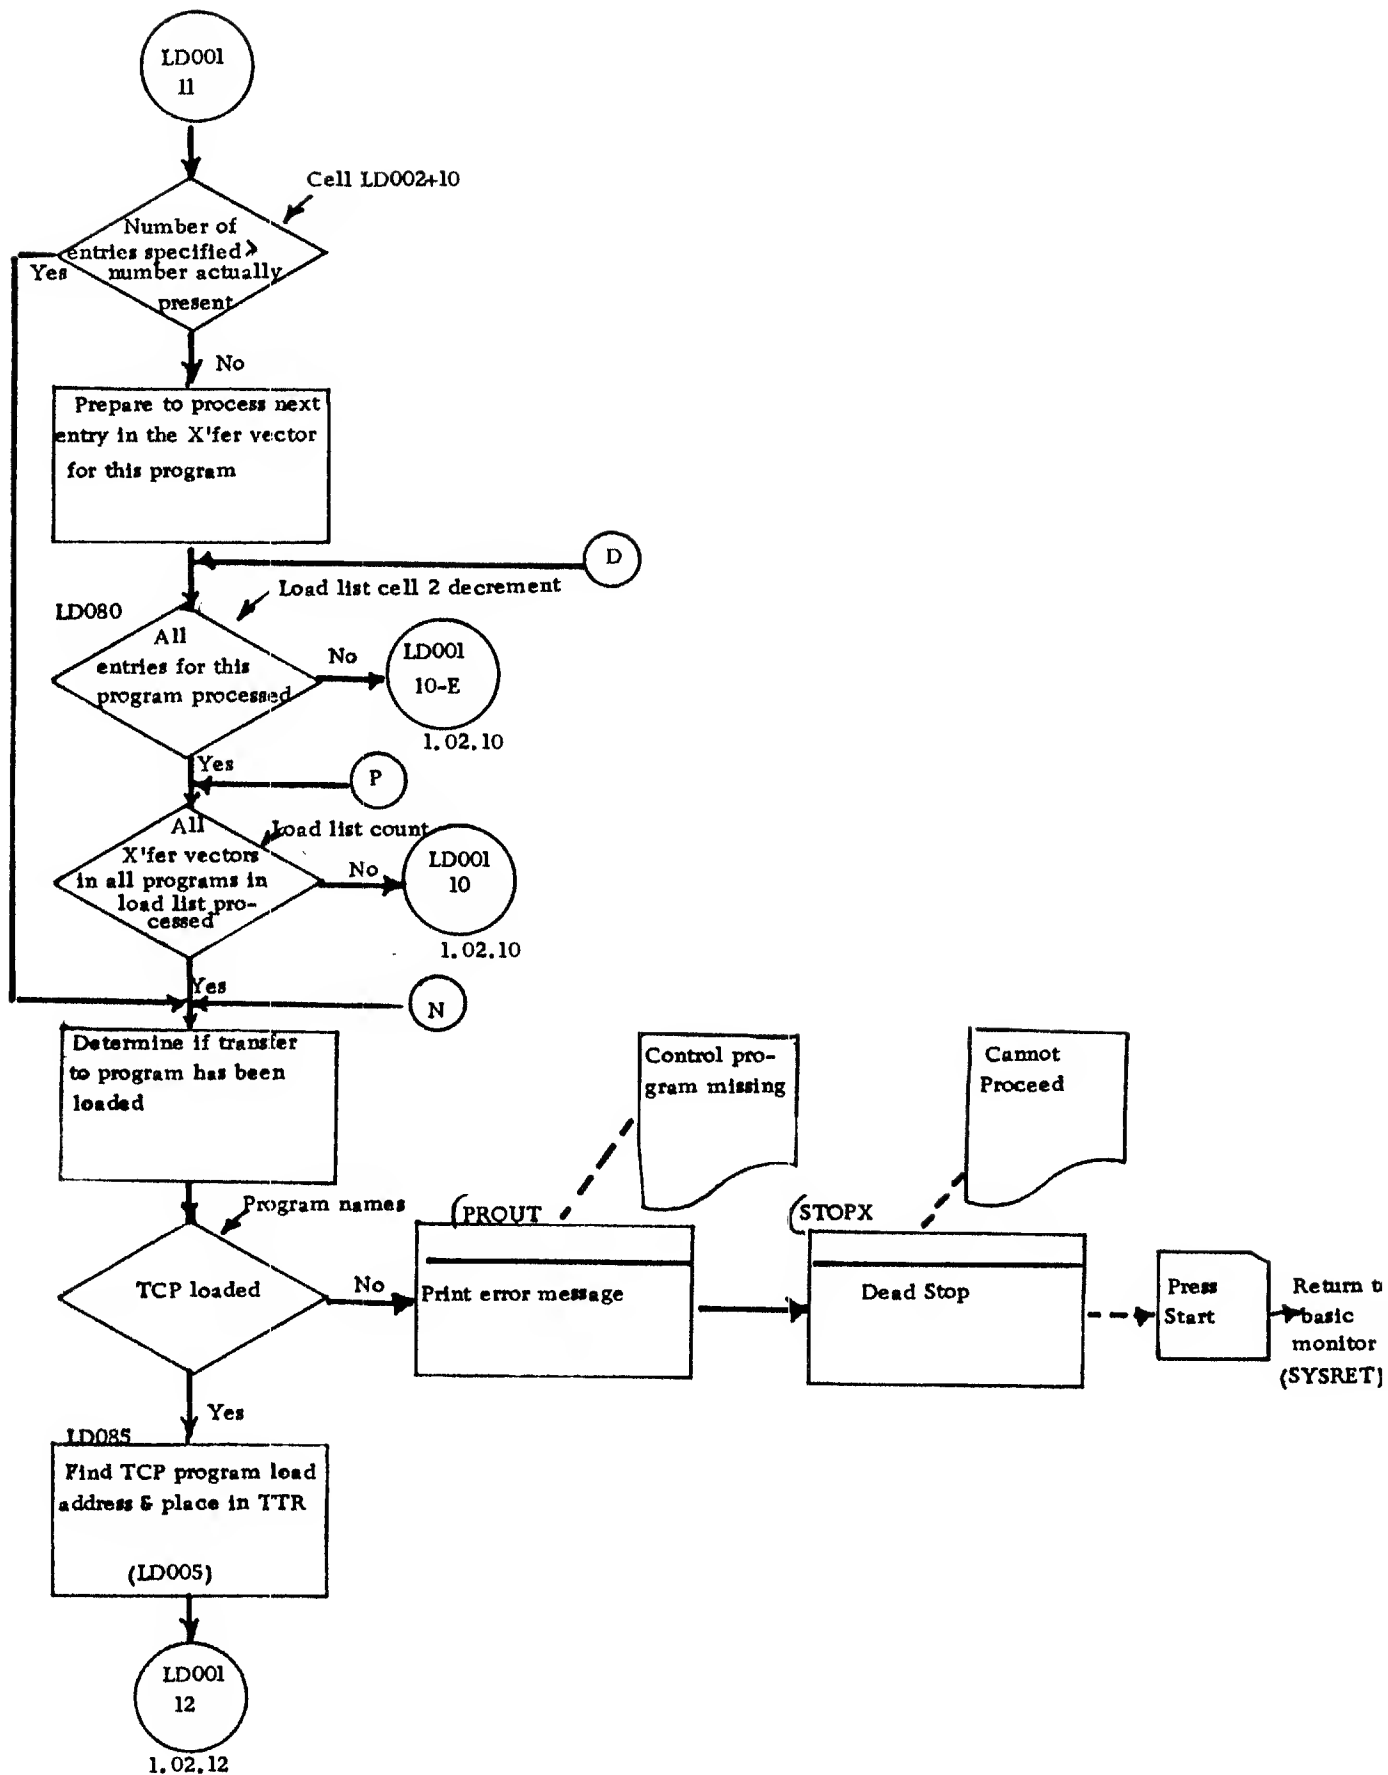 LD001
11
Cell LD002+10
Number of
entries specified >
number actually
present
Yes
No
Prepare to process next
entry in the X'fer vector
for this program
D
Load list cell 2 decrement
LD080
All
entries for this
program processed
No
LD001
10-E
1.02.10
Yes
P
Load list count
All
X'fer vectors
in all programs in
load list pro-
cessed
No
LD001
10
1.02.10
Yes
N
Determine if transfer
to program has been
loaded
Control pro-
gram missing
Cannot
Proceed
Program names
(PROUT
(STOPX
TCP loaded
No
Print error message
Dead Stop
Press
Start
Return t
basic
monitor
(SYSRET)
Yes
LD085
Find TCP program load
address & place in TTR
(LD005)
LD001
12
1.02.12